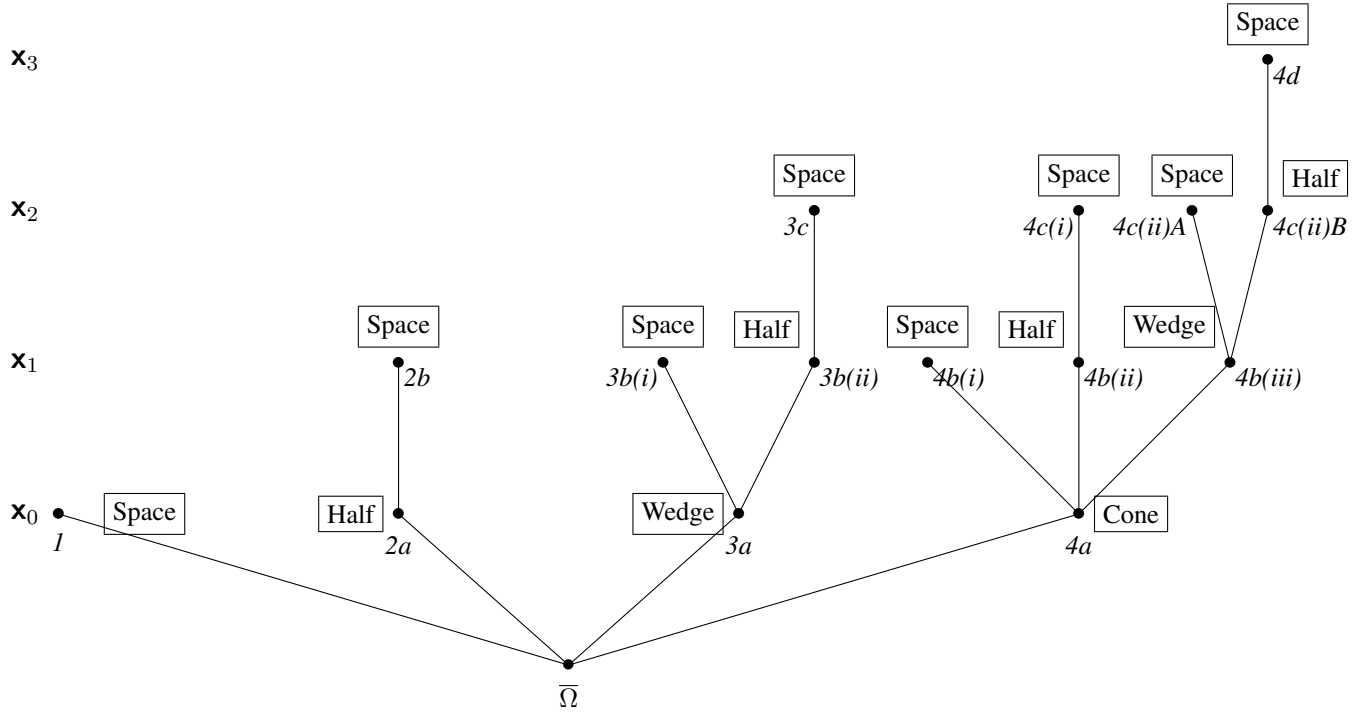 Space
x₃
4d
Space Space Space Half
x₂
3c 4c(i) 4c(ii)A 4c(ii)B
Space Space Half Space Half Wedge
x₁
2b 3b(i) 3b(ii) 4b(i) 4b(ii) 4b(iii)
x₀ Space Half Wedge Cone
1 2a 3a 4a
Ω̅